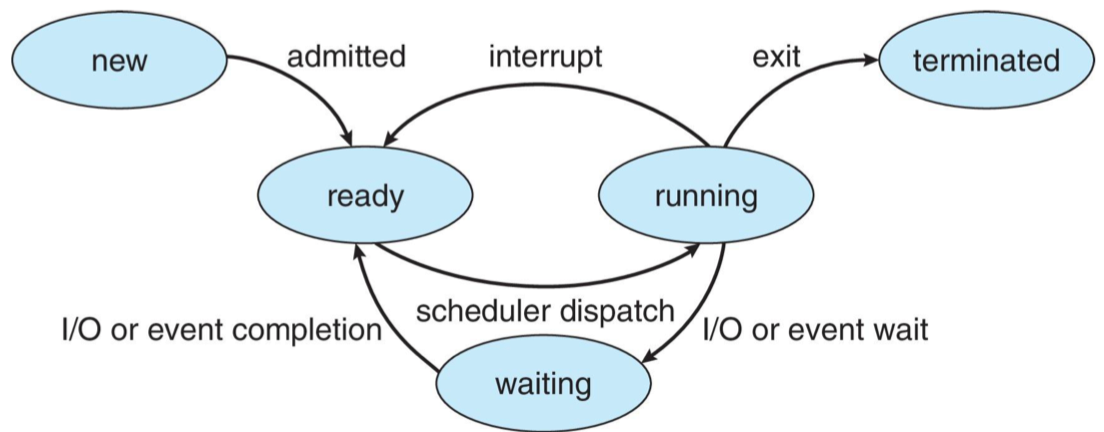 new
admitted
interrupt
exit
terminated
ready
running
scheduler dispatch
I/O or event completion
I/O or event wait
waiting